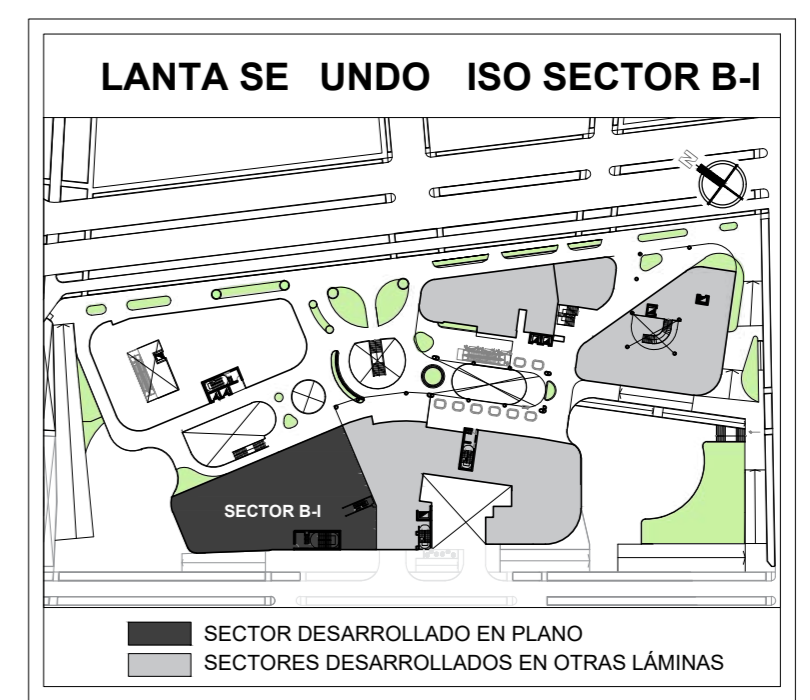 LANTA SE UNDO ISO SECTOR B-I
N
SECTOR B-I
SECTOR DESARROLLADO EN PLANO
SECTORES DESARROLLADOS EN OTRAS LÁMINAS